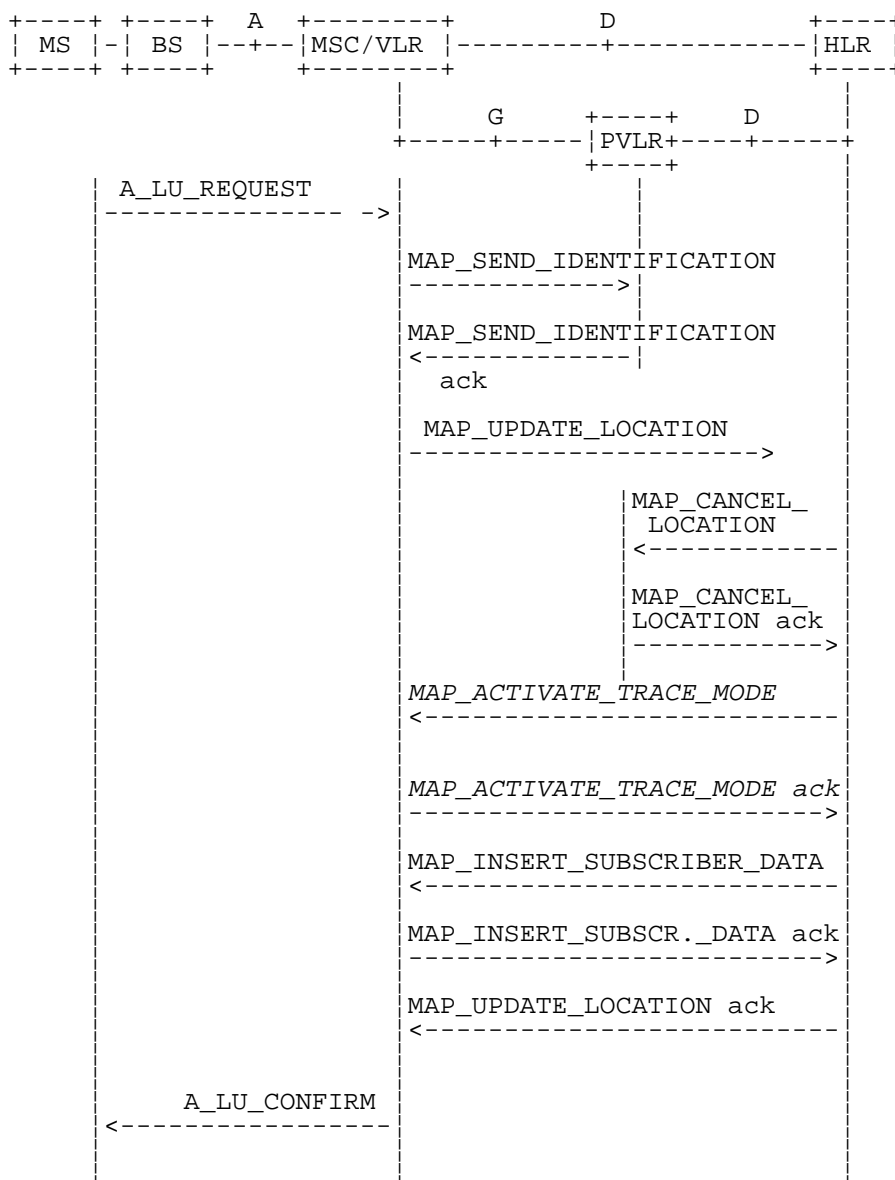 A D
MS BS MSC/VLR HLR
G D
PVLR
A_LU_REQUEST
MAP_SEND_IDENTIFICATION
MAP_SEND_IDENTIFICATION
ack
MAP_UPDATE_LOCATION
MAP_CANCEL_
LOCATION
MAP_CANCEL_
LOCATION ack
MAP_ACTIVATE_TRACE_MODE
MAP_ACTIVATE_TRACE_MODE ack
MAP_INSERT_SUBSCRIBER_DATA
MAP_INSERT_SUBSCR._DATA ack
MAP_UPDATE_LOCATION ack
A_LU_CONFIRM